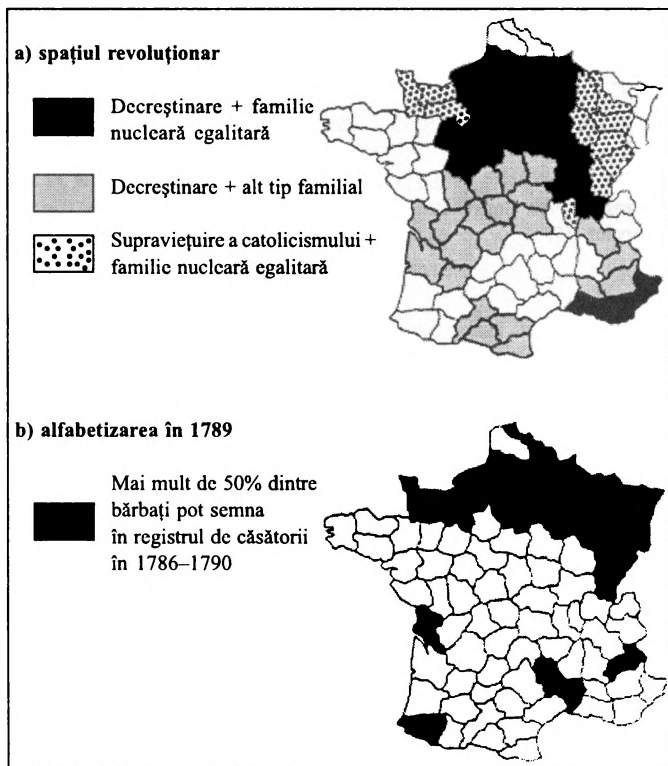 a) spațiul revoluționar
Decreștinare + familie
nucleară egalitară
Decreștinare + alt tip familial
Supraviețuire a catolicismului +
familie nucleară egalitară
b) alfabetizarea în 1789
Mai mult de 50% dintre
bărbați pot semna
în registrul de căsătorii
în 1786–1790